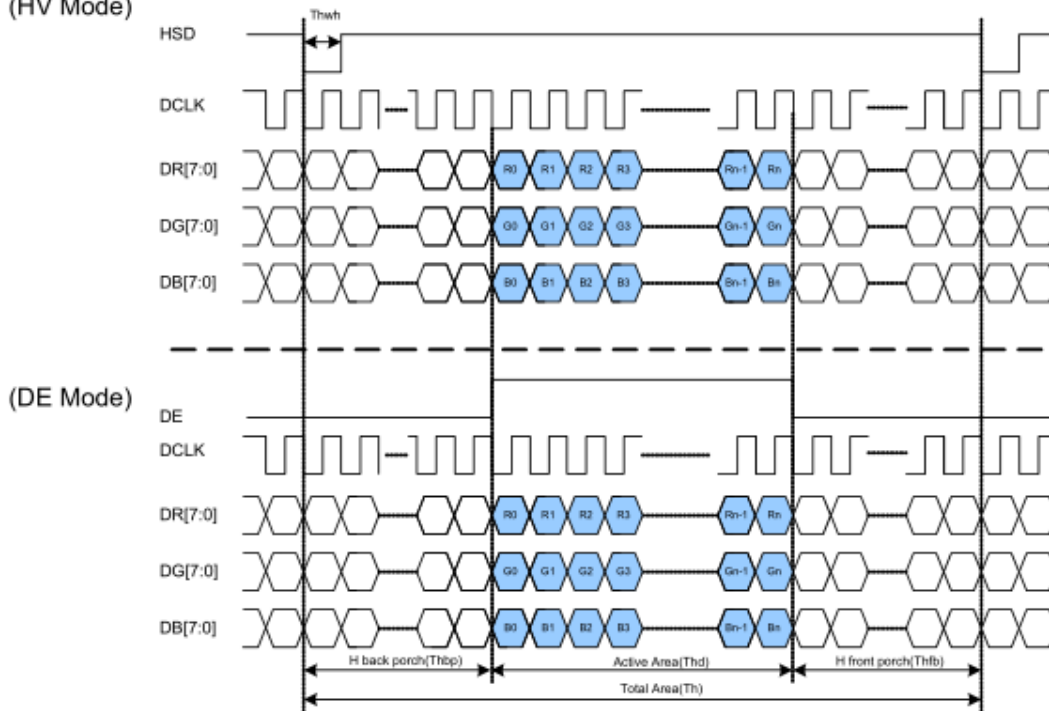 (HV Mode)
Thwh
HSD
DCLK
DR[7:0] R0 R1 R2 R3 Rn-1 Rn
DG[7:0] G0 G1 G2 G3 Gn-1 Gn
DB[7:0] B0 B1 B2 B3 Bn-1 Bn
(DE Mode)
DE
DCLK
DR[7:0] R0 R1 R2 R3 Rn-1 Rn
DG[7:0] G0 G1 G2 G3 Gn-1 Gn
DB[7:0] B0 B1 B2 B3 Bn-1 Bn
H back porch(Thbp) Active Area(Thd) H front porch(Thfb)
Total Area(Th)